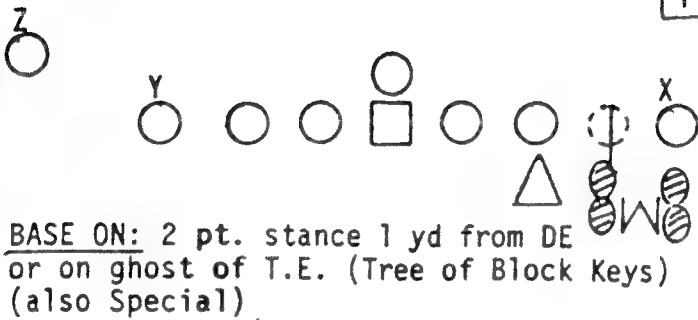 Z
Y
X
W
BASE ON: 2 pt. stance 1 yd from DE
or on ghost of T.E. (Tree of Block Keys)
(also Special)